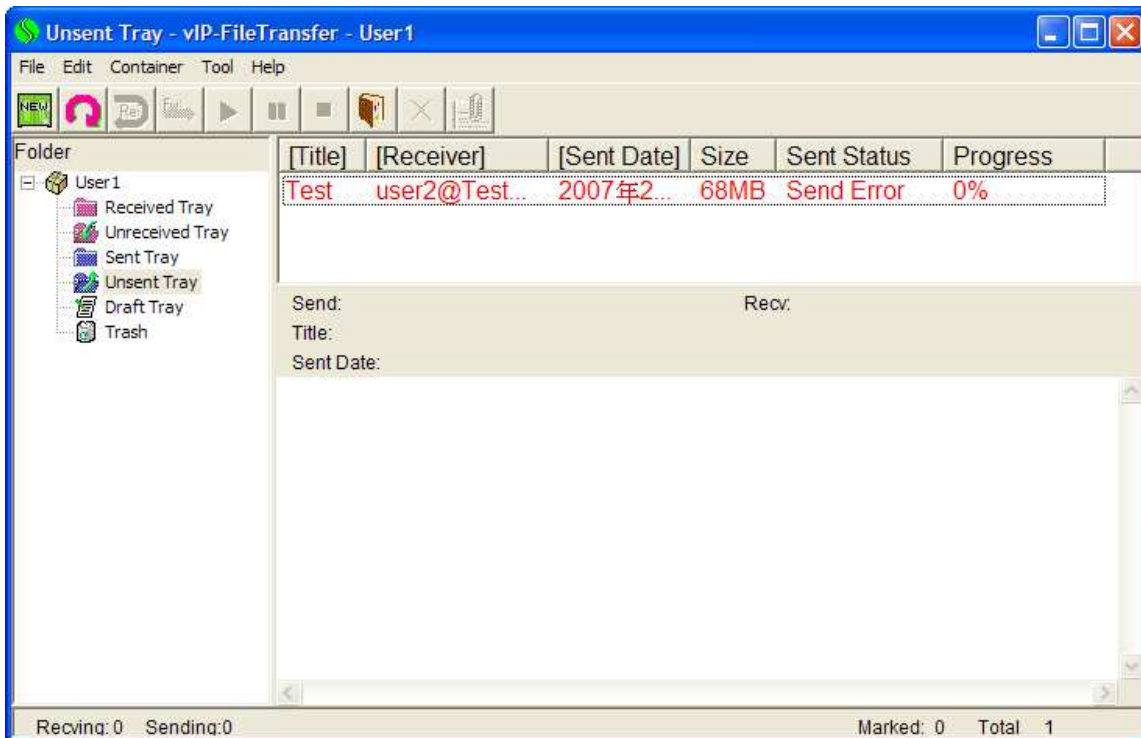 Unsent Tray - vIP-FileTransfer - User1
File Edit Container Tool Help
NEW Re
Folder
User1
Received Tray
Unreceived Tray
Sent Tray
Unsent Tray
Draft Tray
Trash
[Title] [Receiver] [Sent Date] Size Sent Status Progress
Test user2@Test... 2007年2... 68MB Send Error 0%
Send: Recv:
Title:
Sent Date:
Recving: 0 Sending:0 Marked: 0 Total 1